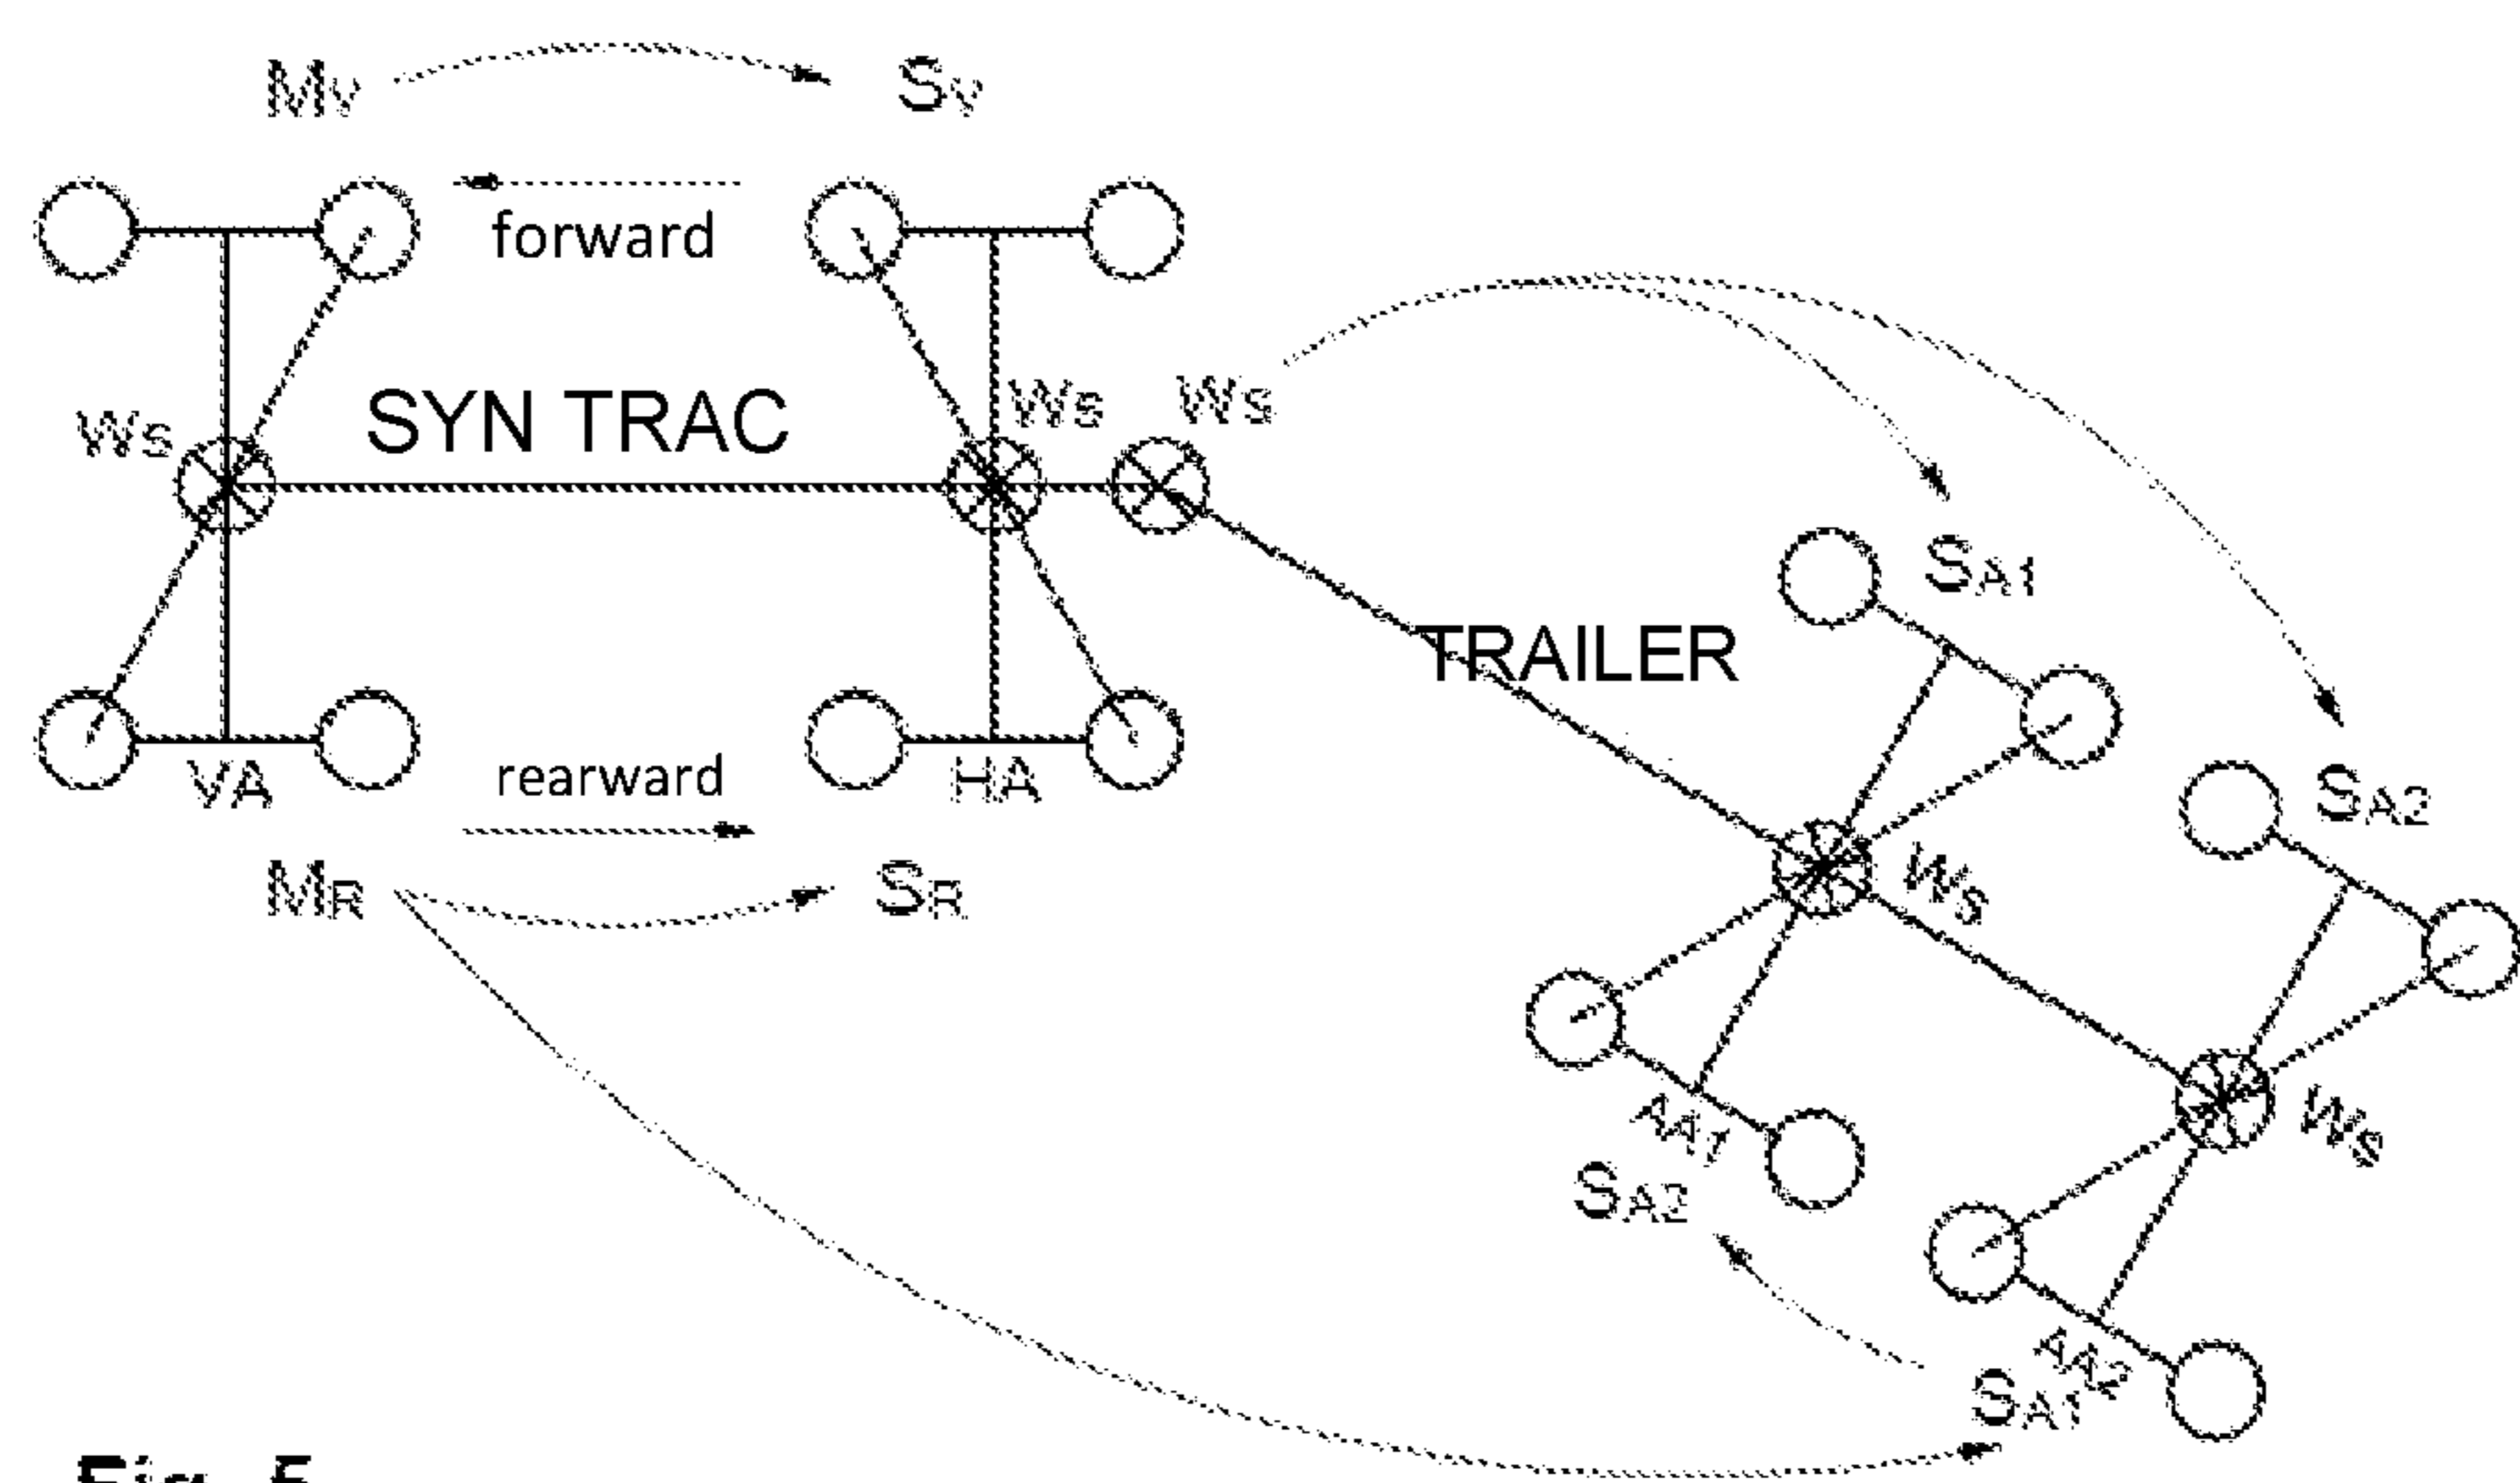 Mv Sv
forward
SYN TRAC
Ws Ws Ws
SA1
TRAILER
VA rearward HA
SA2
MR SR
Ws
Ws
AA1
SA2
AA2
SA1
Fig. 5